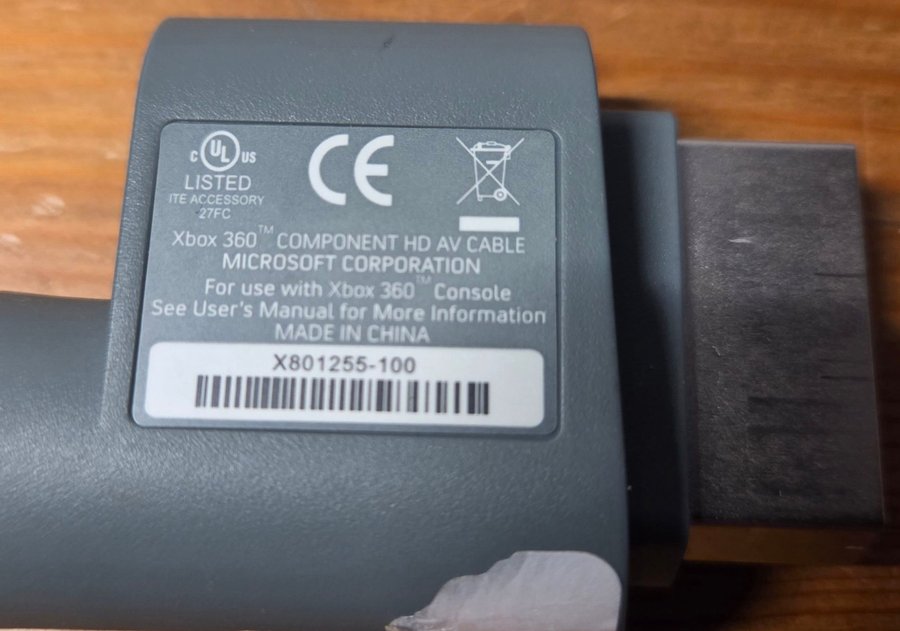 C UL US
LISTED
ITE ACCESSORY
27FC
CE
Xbox 360™ COMPONENT HD AV CABLE
MICROSOFT CORPORATION
For use with Xbox 360™ Console
See User's Manual for More Information
MADE IN CHINA
X801255-100